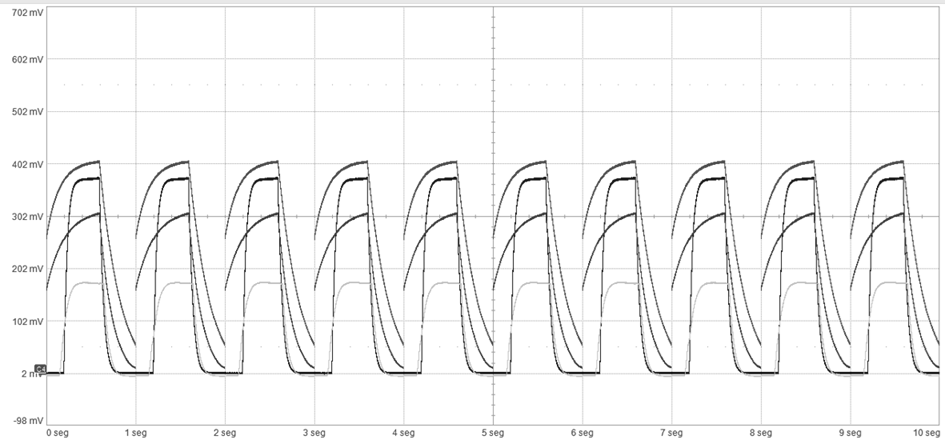 702 mV
602 mV
502 mV
402 mV
302 mV
202 mV
102 mV
C4
2 mV
-98 mV
0 seg 1 seg 2 seg 3 seg 4 seg 5 seg 6 seg 7 seg 8 seg 9 seg 10 seg